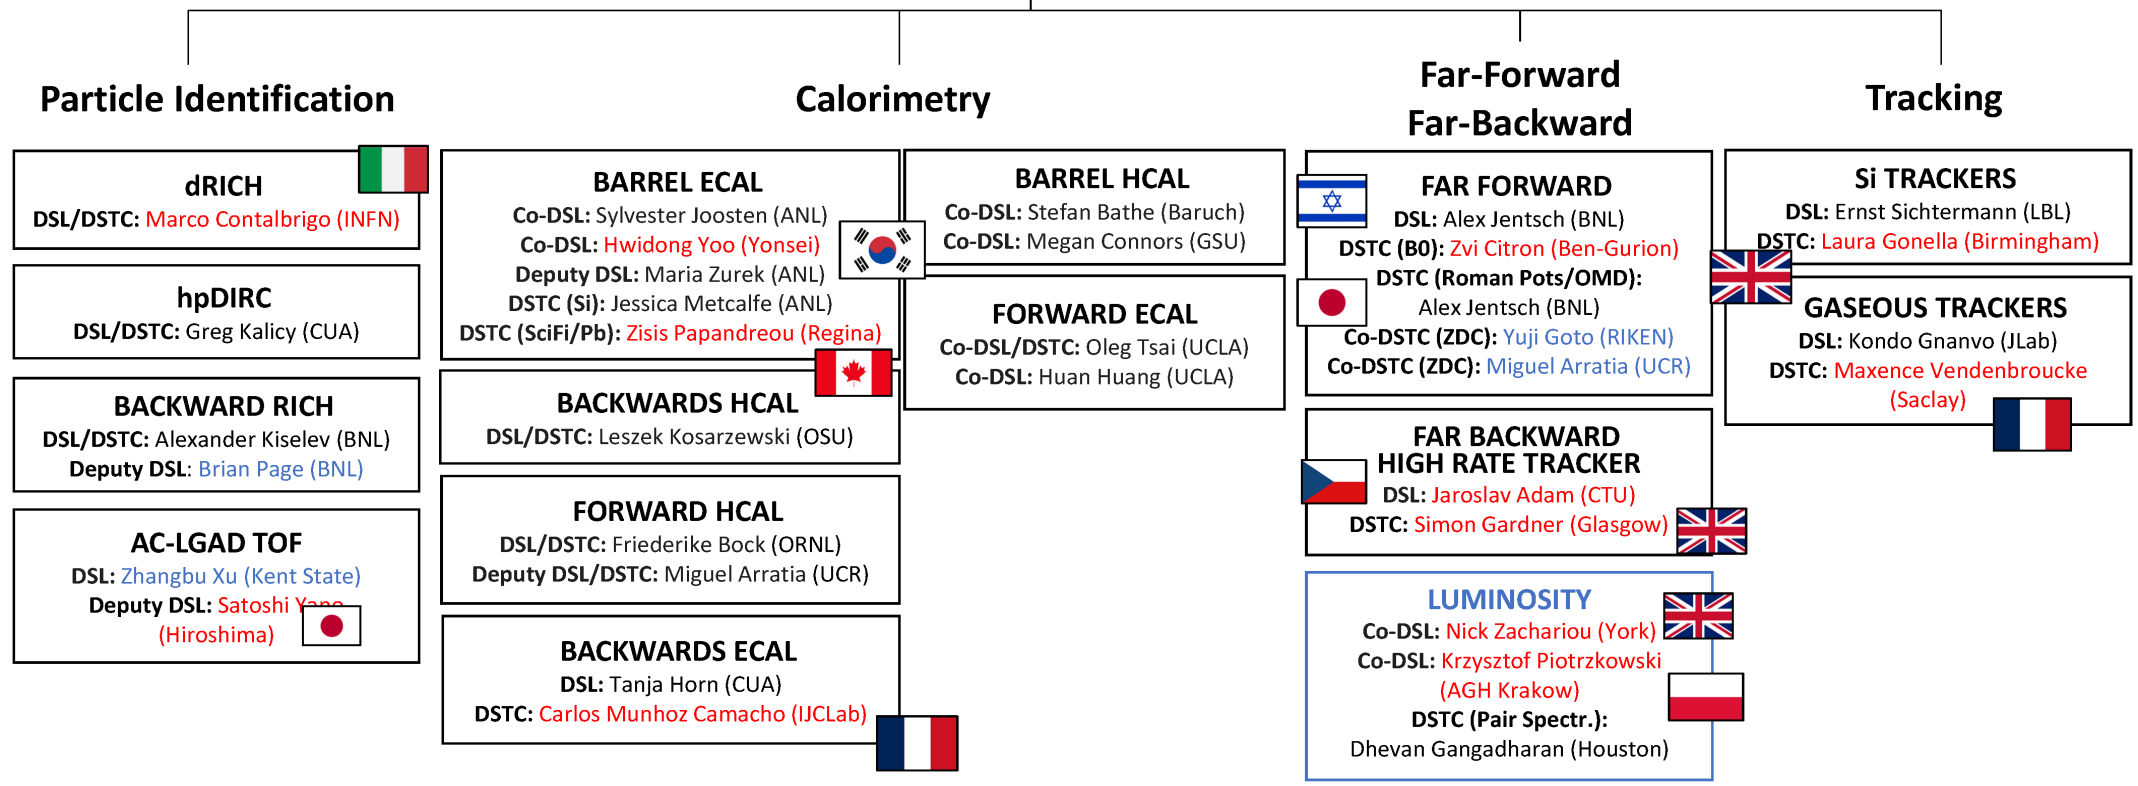 Particle Identification
dRICH
DSL/DSTC: Marco Contalbrigo (INFN)
hpDIRC
DSL/DSTC: Greg Kalicy (CUA)
BACKWARD RICH
DSL/DSTC: Alexander Kiselev (BNL)
Deputy DSL: Brian Page (BNL)
AC-LGAD TOF
DSL: Zhangbu Xu (Kent State)
Deputy DSL: Satoshi Yano
(Hiroshima)
Calorimetry
BARREL ECAL
Co-DSL: Sylvester Joosten (ANL)
Co-DSL: Hwidong Yoo (Yonsei)
Deputy DSL: Maria Zurek (ANL)
DSTC (Si): Jessica Metcalfe (ANL)
DSTC (SciFi/Pb): Zisis Papandreou (Regina)
BACKWARDS HCAL
DSL/DSTC: Leszek Kosarzewski (OSU)
FORWARD HCAL
DSL/DSTC: Friederike Bock (ORNL)
Deputy DSL/DSTC: Miguel Arratia (UCR)
BACKWARDS ECAL
DSL: Tanja Horn (CUA)
DSTC: Carlos Munhoz Camacho (IJCLab)
BARREL HCAL
Co-DSL: Stefan Bathe (Baruch)
Co-DSL: Megan Connors (GSU)
FORWARD ECAL
Co-DSL/DSTC: Oleg Tsai (UCLA)
Co-DSL: Huan Huang (UCLA)
Far-Forward
Far-Backward
FAR FORWARD
DSL: Alex Jentsch (BNL)
DSTC (B0): Zvi Citron (Ben-Gurion)
DSTC (Roman Pots/OMD):
Alex Jentsch (BNL)
Co-DSTC (ZDC): Yuji Goto (RIKEN)
Co-DSTC (ZDC): Miguel Arratia (UCR)
FAR BACKWARD
HIGH RATE TRACKER
DSL: Jaroslav Adam (CTU)
DSTC: Simon Gardner (Glasgow)
LUMINOSITY
Co-DSL: Nick Zachariou (York)
Co-DSL: Krzysztof Piotrzkowski
(AGH Krakow)
DSTC (Pair Spectr.):
Dhevan Gangadharan (Houston)
Tracking
Si TRACKERS
DSL: Ernst Sichtermann (LBL)
DSTC: Laura Gonella (Birmingham)
GASEOUS TRACKERS
DSL: Kondo Gnanvo (JLab)
DSTC: Maxence Vendenbroucke
(Saclay)